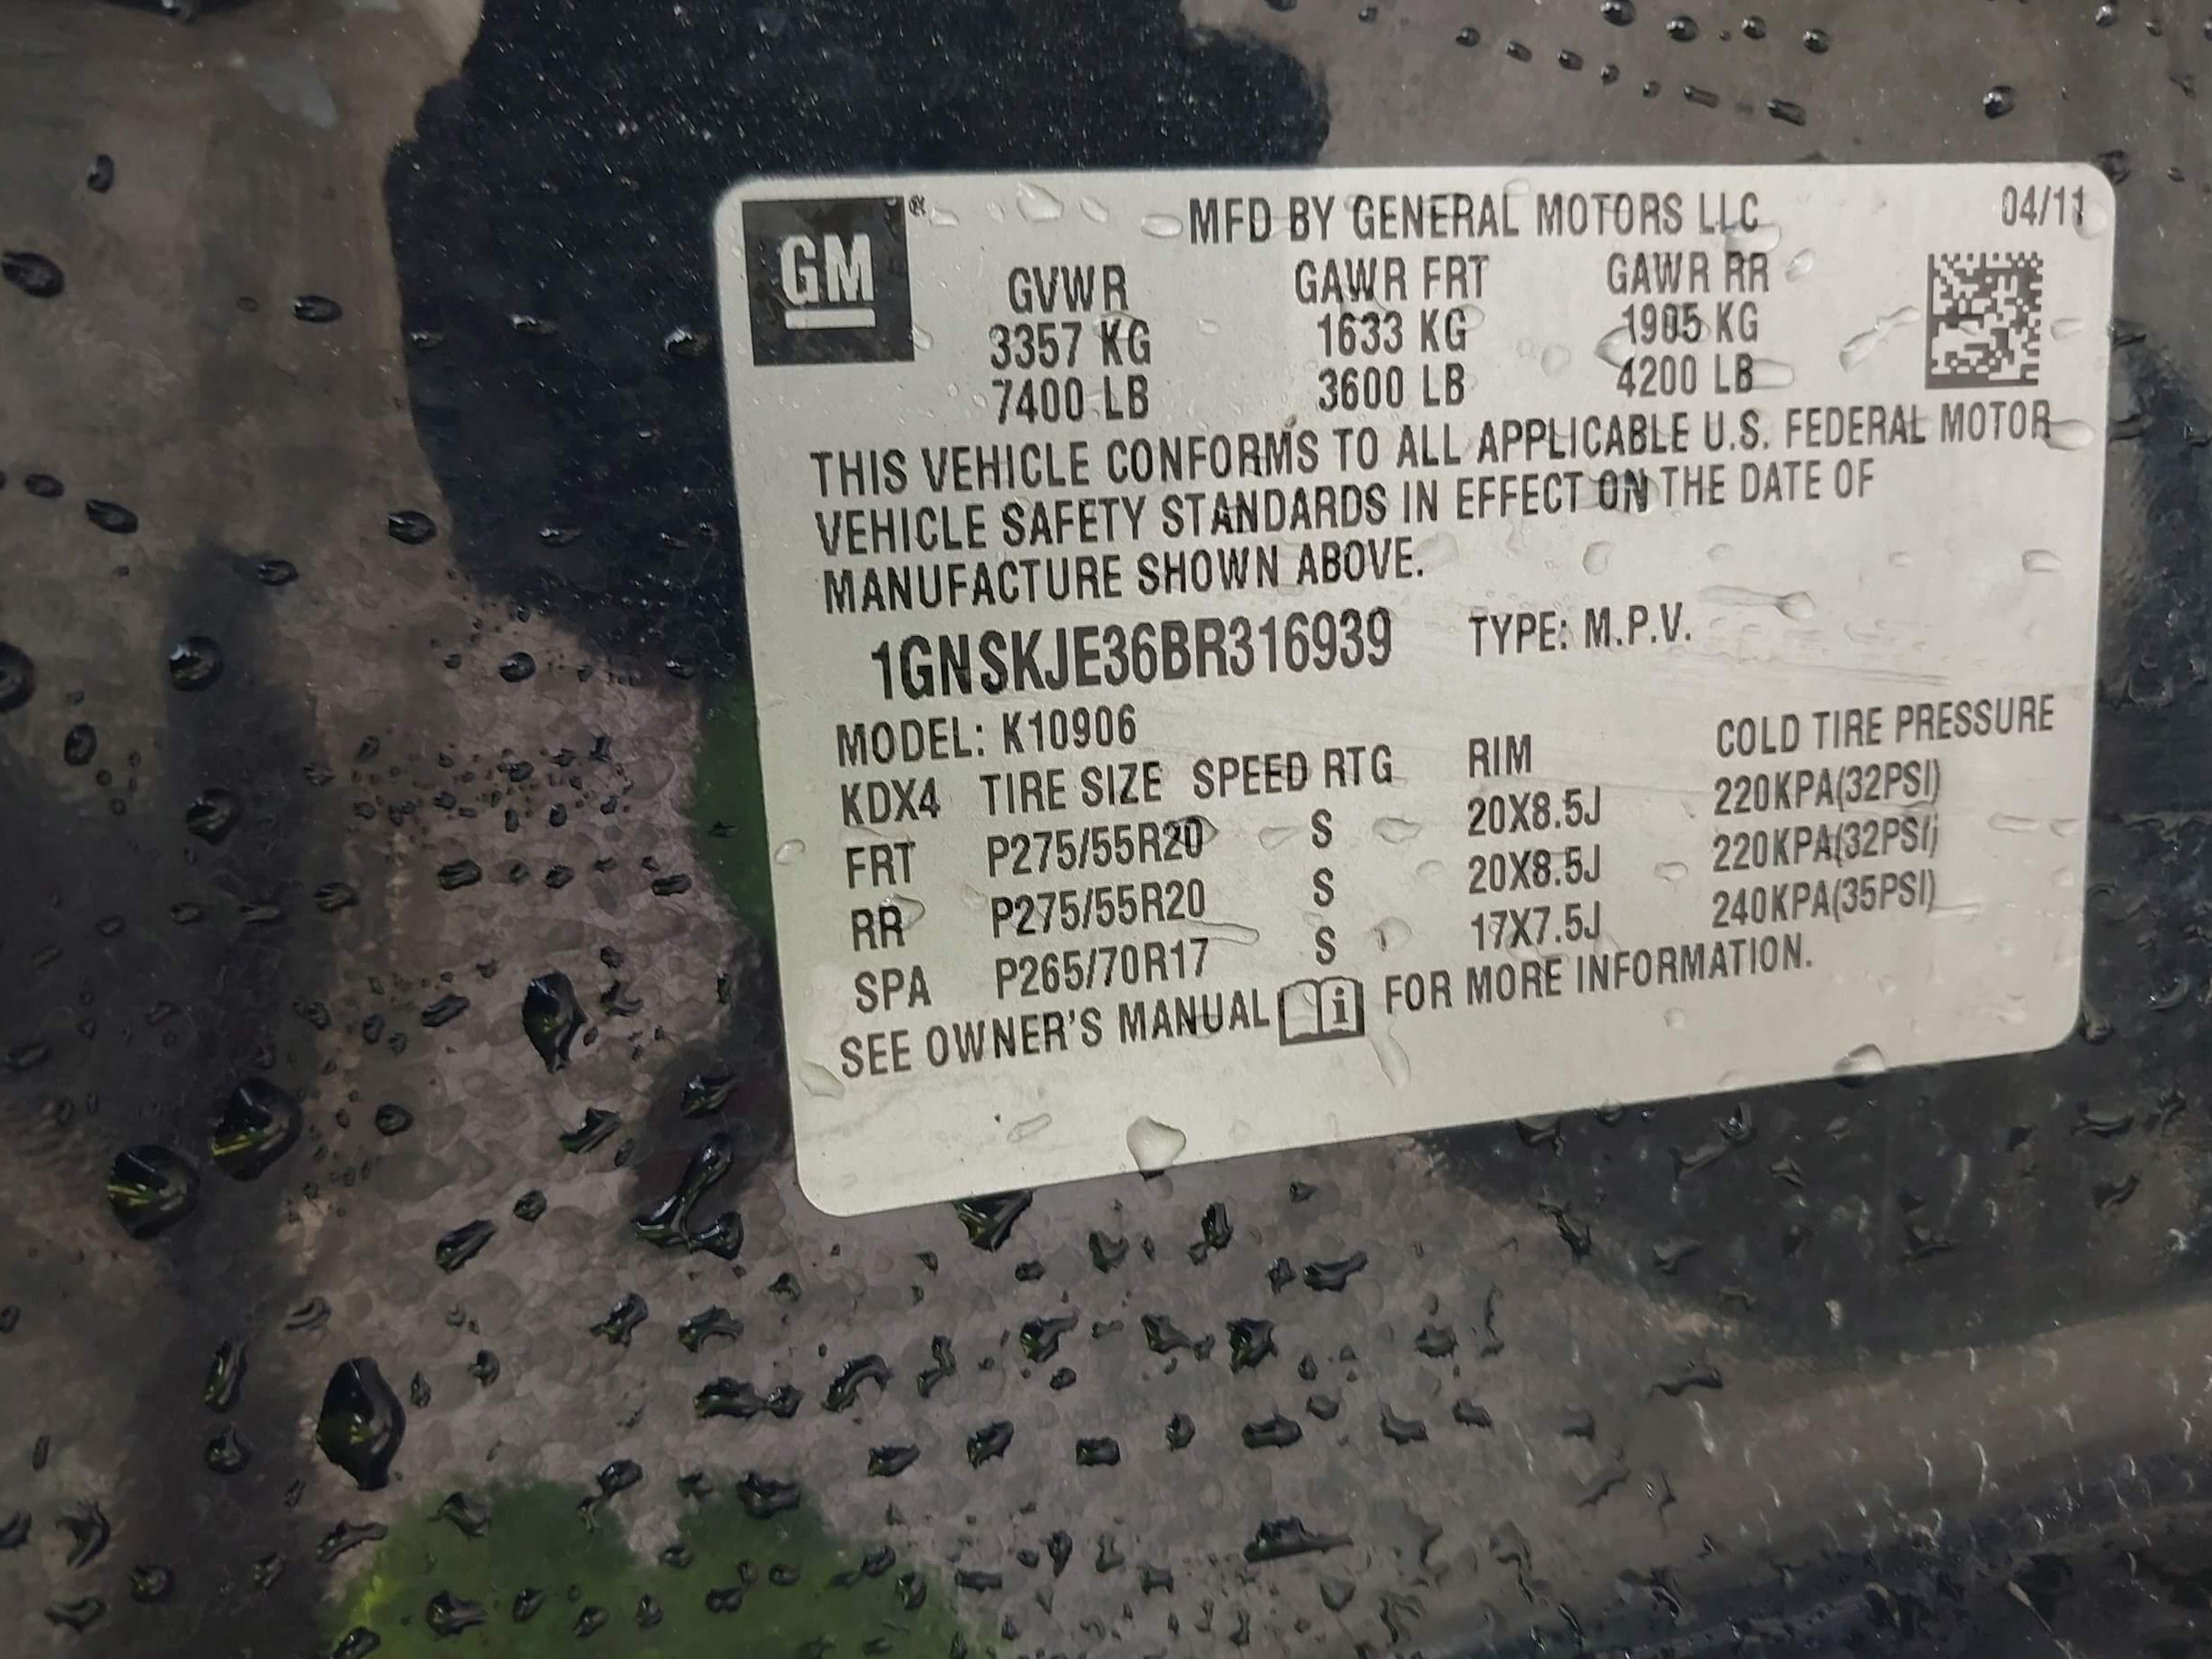 GM® MFD BY GENERAL MOTORS LLC 04/11
GVWR GAWR FRT GAWR RR
3357 KG 1633 KG 1905 KG
7400 LB 3600 LB 4200 LB
THIS VEHICLE CONFORMS TO ALL APPLICABLE U.S. FEDERAL MOTOR
VEHICLE SAFETY STANDARDS IN EFFECT ON THE DATE OF
MANUFACTURE SHOWN ABOVE.
1GNSKJE36BR316939 TYPE: M.P.V.
MODEL: K10906
KDX4 TIRE SIZE SPEED RTG RIM COLD TIRE PRESSURE
FRT P275/55R20 S 20X8.5J 220KPA(32PSI)
RR P275/55R20 S 20X8.5J 220KPA(32PSI)
SPA P265/70R17 S 17X7.5J 240KPA(35PSI)
SEE OWNER'S MANUAL i FOR MORE INFORMATION.